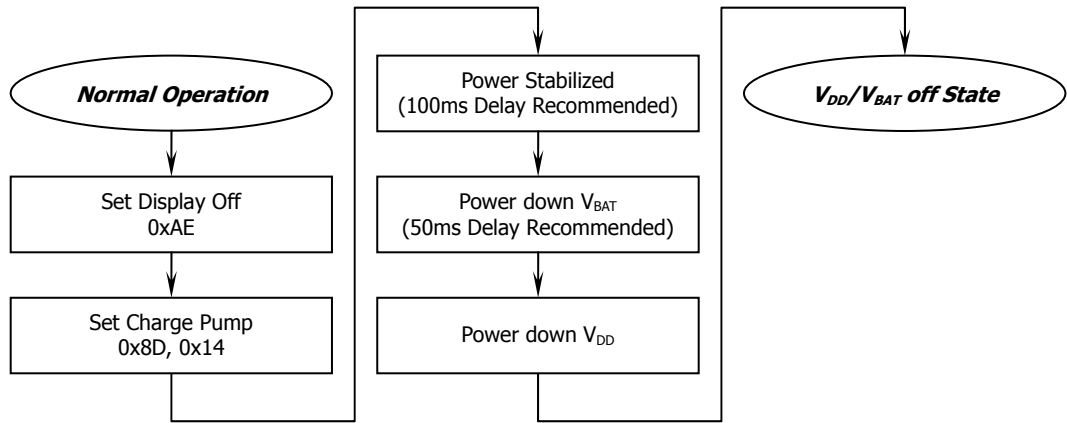 Normal Operation
Set Display Off
0xAE
Set Charge Pump
0x8D, 0x14
Power Stabilized
(100ms Delay Recommended)
Power down VBAT
(50ms Delay Recommended)
Power down VDD
VDD/VBAT off State